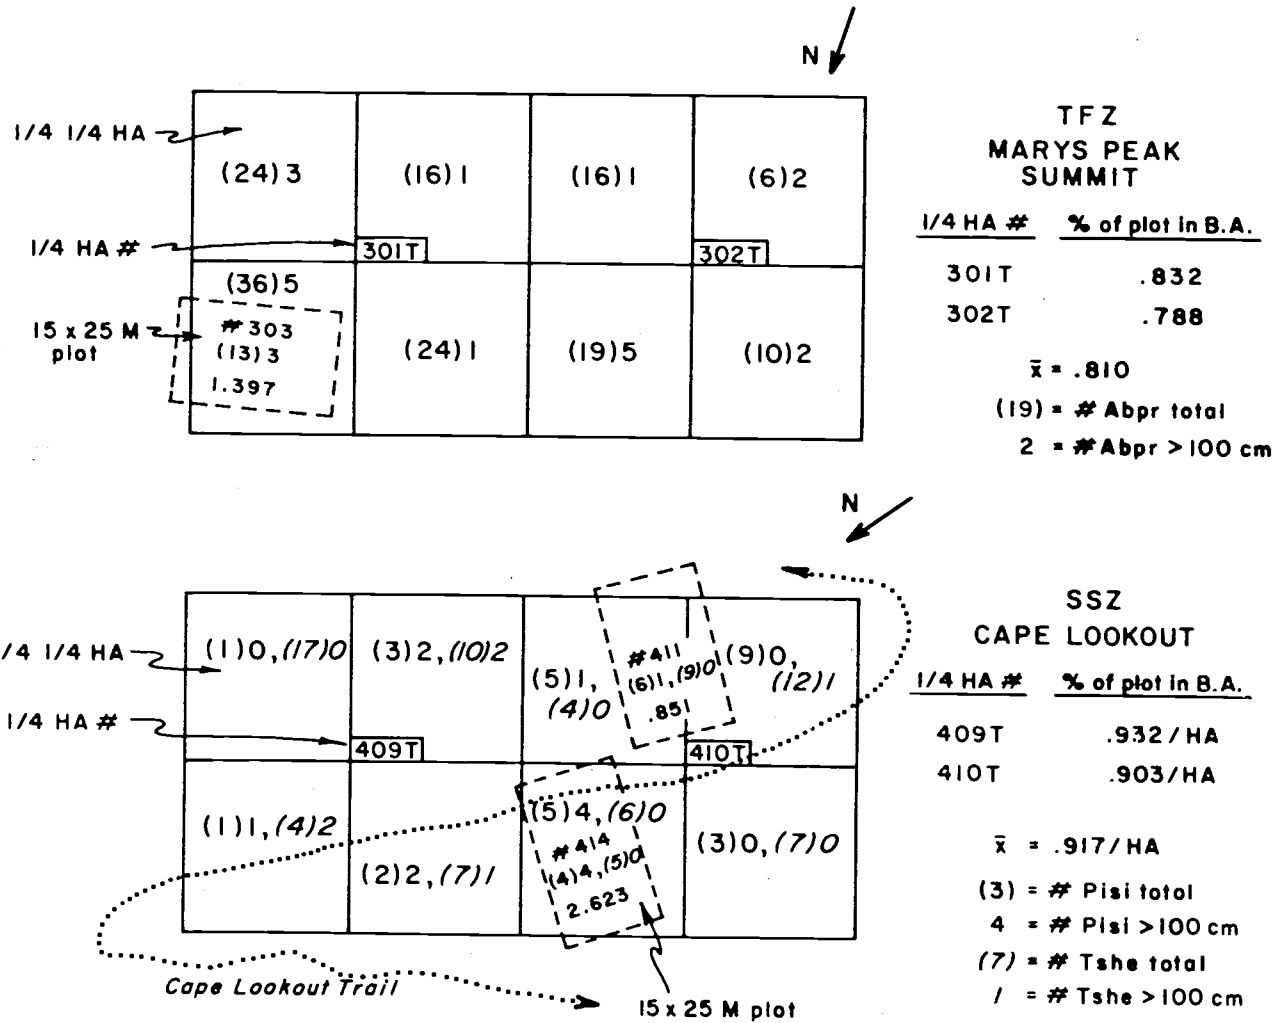 N
1/4 1/4 HA
(24)3
(16)1
(16)1
(6)2
1/4 HA #
301T
302T
(36)5
15 x 25 M
plot
# 303
(13)3
1.397
(24)1
(19)5
(10)2
TFZ
MARYS PEAK
SUMMIT
1/4 HA # % of plot in B.A.
301T .832
302T .788
x̄ = .810
(19) = # Abpr total
2 = # Abpr > 100 cm
N
/4 1/4 HA
(1)0,(17)0
(3)2,(10)2
(5)1,
(4)0
#411
(6)1,(9)0
.851
(9)0,
(12)1
1/4 HA #
409T
410T
(1)1,(4)2
(2)2,(7)1
(5)4,(6)0
#414
(4)4,(5)0
2.623
(3)0,(7)0
Cape Lookout Trail
15 x 25 M plot
SSZ
CAPE LOOKOUT
1/4 HA # % of plot in B.A.
409T .932 / HA
410T .903/HA
x̄ = .917/HA
(3) = # Pisi total
4 = # Pisi > 100 cm
(7) = # Tshe total
1 = # Tshe > 100 cm